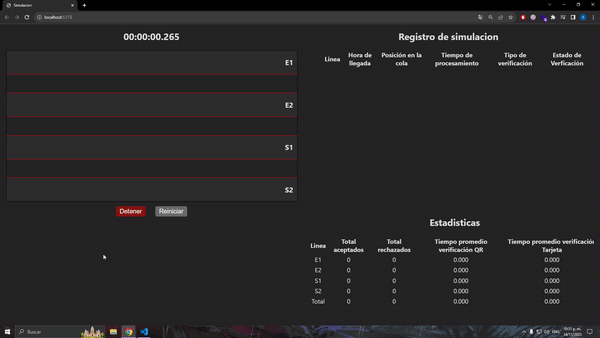 Simulacion
localhost:5173
00:00:00.265
E1
E2
S1
S2
Detener
Reiniciar
Registro de simulacion
Linea Hora de llegada Posición en la cola Tiempo de procesamiento Tipo de verificación Estado de Verficación
Estadisticas
Linea Total aceptados Total rechazados Tiempo promedio verificación QR Tiempo promedio verificación Tarjeta
E1 0 0 0.000 0.000
E2 0 0 0.000 0.000
S1 0 0 0.000 0.000
S2 0 0 0.000 0.000
Total 0 0 0.000 0.000
Buscar
ENG